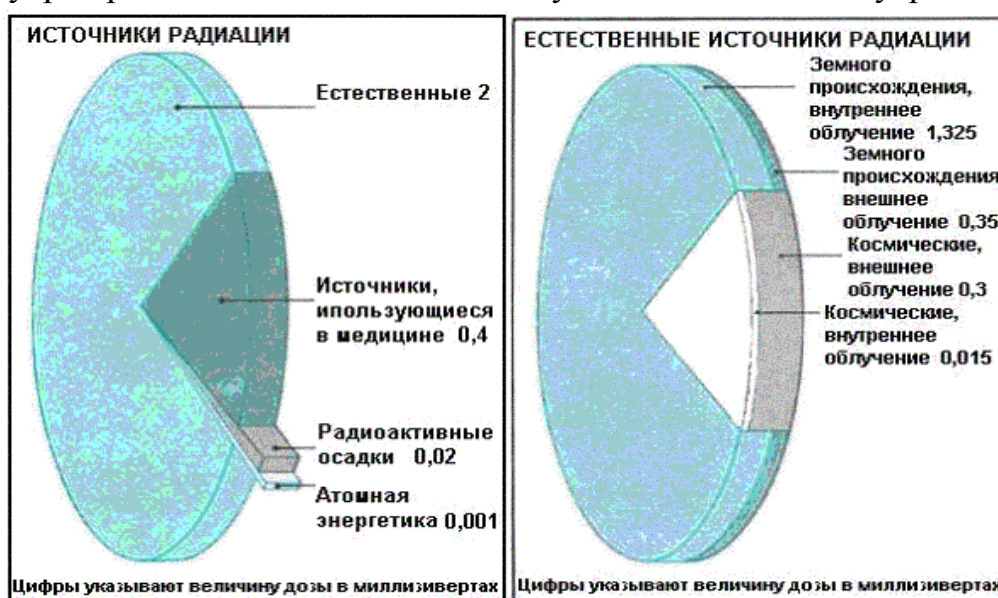 ИСТОЧНИКИ РАДИАЦИИ
Естественные 2
Источники,
ипользующиеся
в медицине 0,4
Радиоактивные
осадки 0,02
Атомная
энергетика 0,001
Цифры указывают величину дозы в миллизивертах
ЕСТЕСТВЕННЫЕ ИСТОЧНИКИ РАДИАЦИИ
Земного
происхождения,
внутреннее
облучение 1,325
Земного
происхождения
внешнее
облучение 0,35
Космические,
внешнее
облучение 0,3
Космические,
внутреннее
облучение 0,015
Цифры указывают величину дозы в миллизивертах